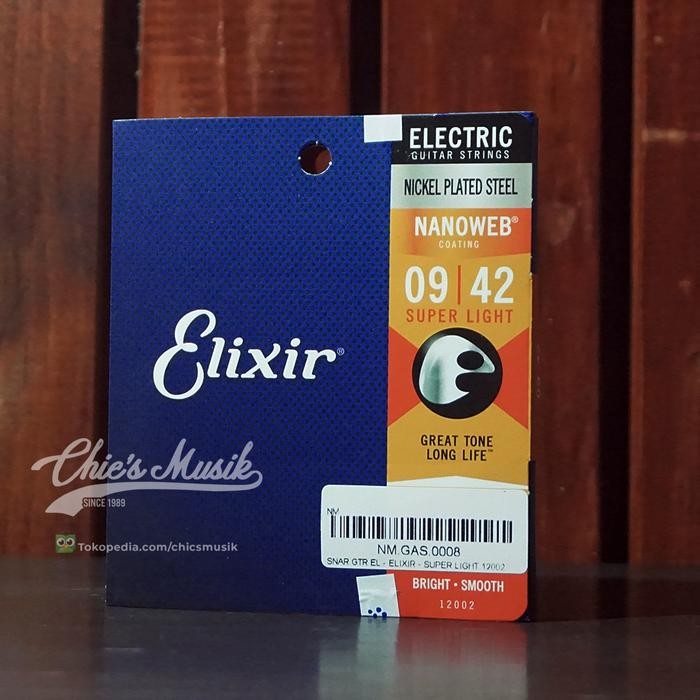 ELECTRIC
GUITAR STRINGS
NICKEL PLATED STEEL
NANOWEB®
COATING
09 | 42
SUPER LIGHT
Elixir®
GREAT TONE
LONG LIFE™
Chic's Musik
SINCE 1989
Tokopedia.com/chicsmusik
NM
NM.GAS.0008
SNAR GTR EL - ELIXIR - SUPER LIGHT 12002
BRIGHT • SMOOTH
12002